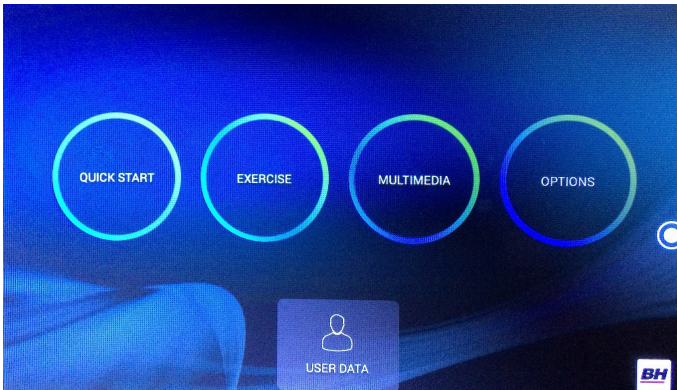 QUICK START
EXERCISE
MULTIMEDIA
OPTIONS
USER DATA
BH